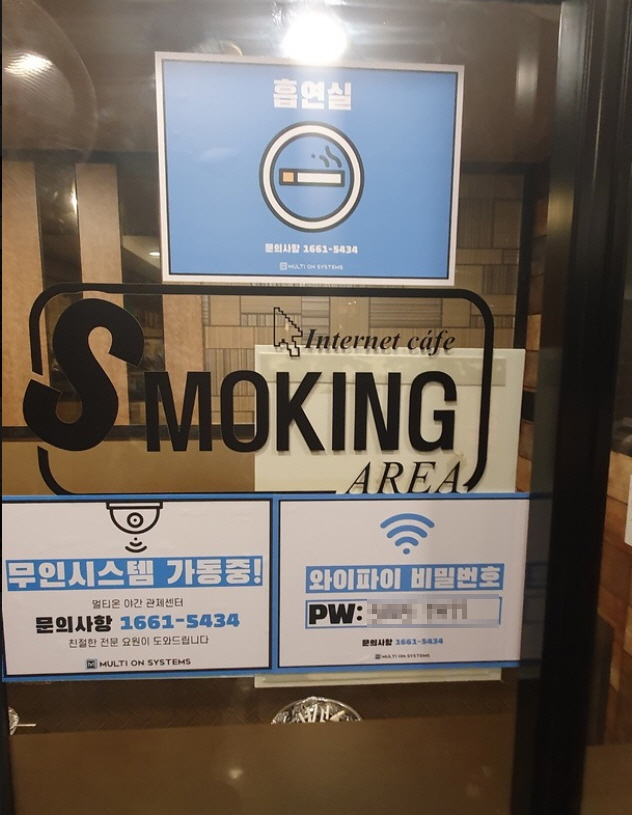 흡연실
문의사항 1661-5434
MULTI ON SYSTEMS
Internet cáfe
SMOKING
AREA
무인시스템 가동중!
멀티온 야간 관제센터
문의사항 1661-5434
친절한 전문 요원이 도와드립니다
MULTI ON SYSTEMS
와이파이 비밀번호
PW:
문의사항 1661-5434
MULTI ON SYSTEMS